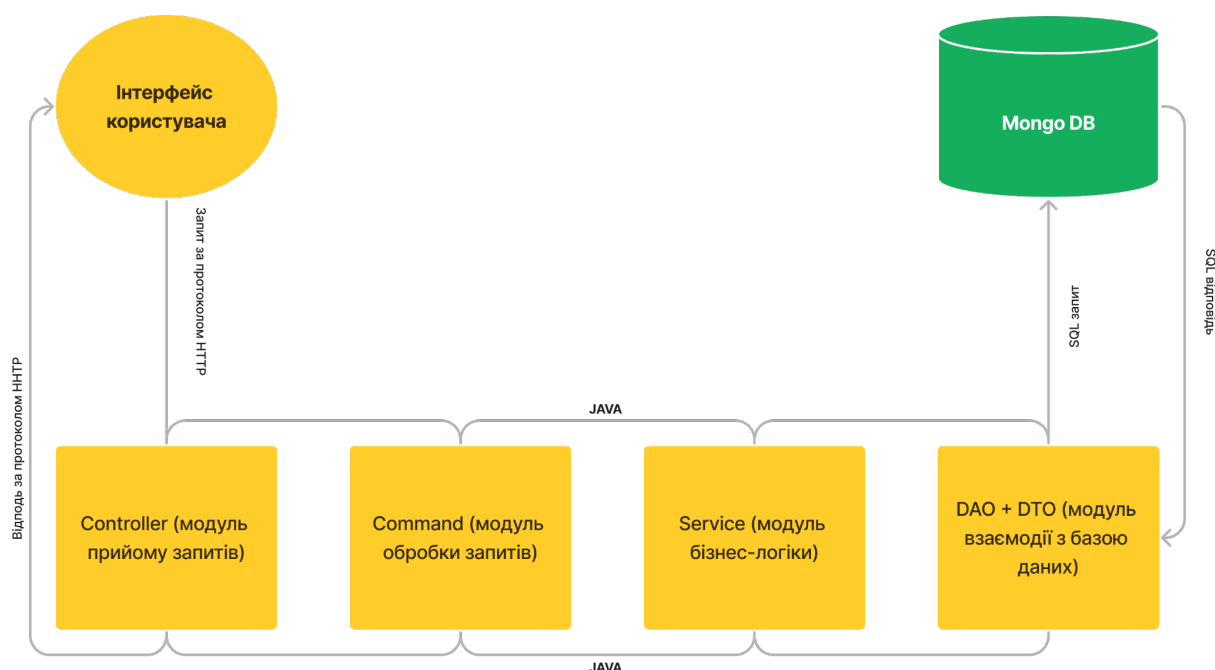 Інтерфейс
користувача
Mongo DB
Запит за протоколом HTTP
SQL відповідь
SQL запит
Відподь за протоколом HHTP
JAVA
Controller (модуль
прийому запитів)
Command (модуль
обробки запитів)
Service (модуль
бізнес-логіки)
DAO + DTO (модуль
взаємодії з базою
даних)
JAVA